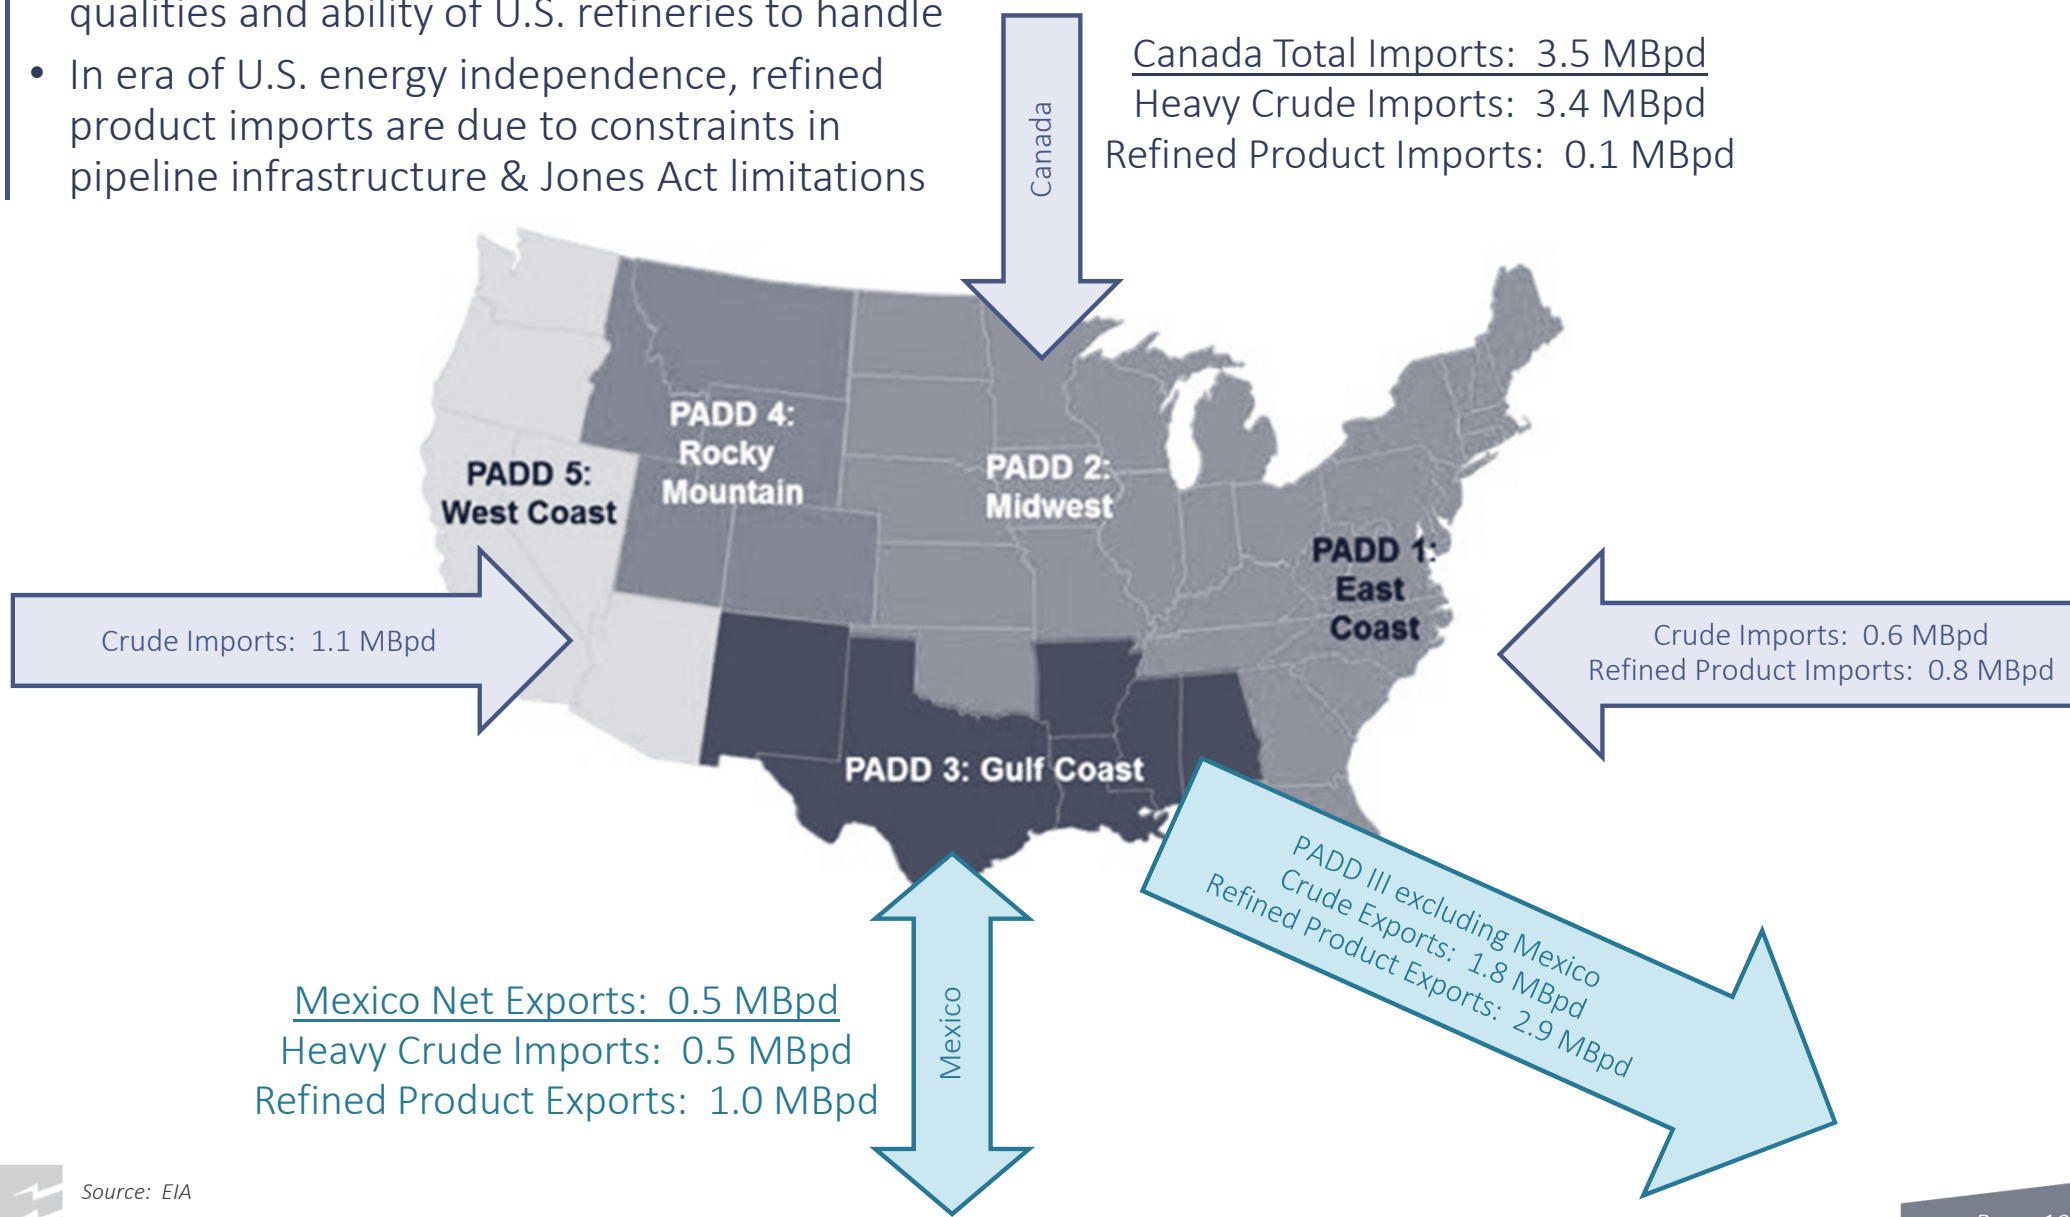 qualities and ability of U.S. refineries to handle
• In era of U.S. energy independence, refined
product imports are due to constraints in
pipeline infrastructure & Jones Act limitations
Canada
Canada Total Imports: 3.5 MBpd
Heavy Crude Imports: 3.4 MBpd
Refined Product Imports: 0.1 MBpd
PADD 4:
Rocky
Mountain
PADD 5:
West Coast
PADD 2:
Midwest
PADD 1:
East
Coast
Crude Imports: 1.1 MBpd
Crude Imports: 0.6 MBpd
Refined Product Imports: 0.8 MBpd
PADD 3: Gulf Coast
PADD III excluding Mexico
Crude Exports: 1.8 MBpd
Refined Product Exports: 2.9 MBpd
Mexico Net Exports: 0.5 MBpd
Heavy Crude Imports: 0.5 MBpd
Refined Product Exports: 1.0 MBpd
Mexico
Source: EIA